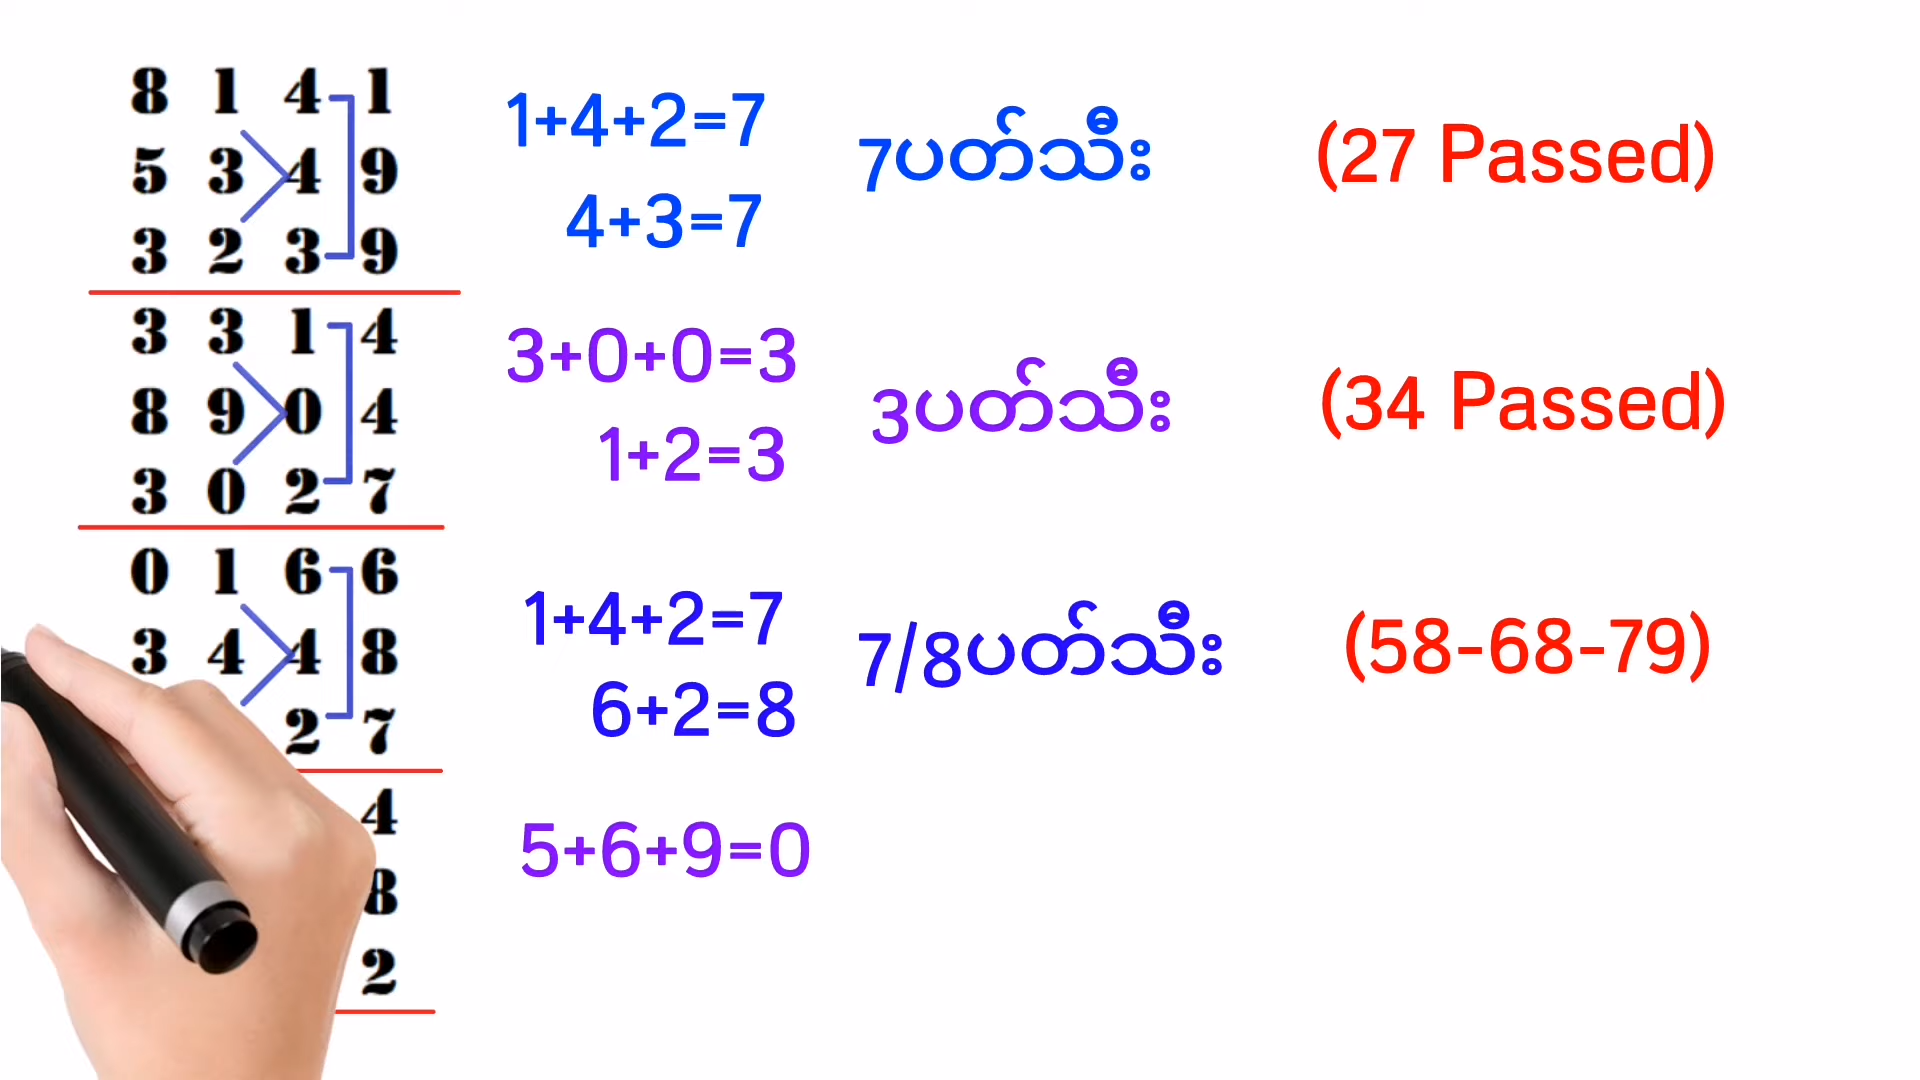 8 1 4 1
5 3 4 9
3 2 3 9
1+4+2=7
4+3=7
7ပတ်သီး
(27 Passed)
3 3 1 4
8 9 0 4
3 0 2 7
3+0+0=3
1+2=3
3ပတ်သီး
(34 Passed)
0 1 6 6
3 4 4 8
2 7
1+4+2=7
6+2=8
7/8ပတ်သီး
(58-68-79)
4
8
2
5+6+9=0